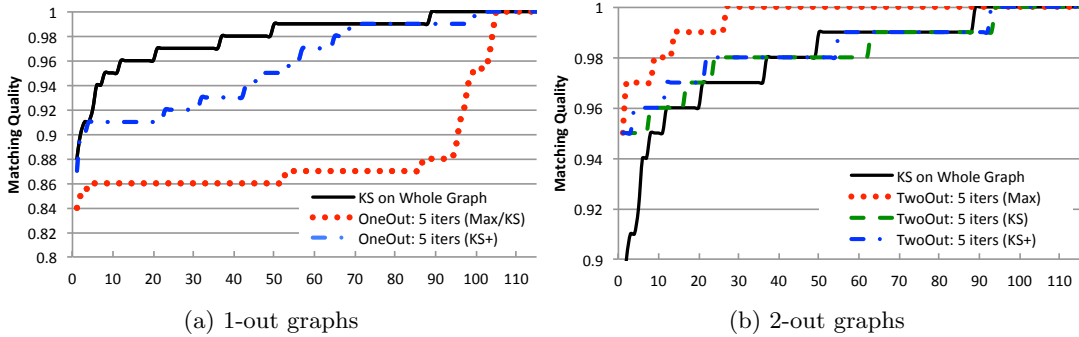 Matching Quality
1
0.98
0.96
0.94
0.92
0.9
0.88
0.86
0.84
0.82
0.8
0 10 20 30 40 50 60 70 80 90 100 110
KS on Whole Graph
OneOut: 5 iters (Max/KS)
OneOut: 5 iters (KS+)
(a) 1-out graphs
Matching Quality
1
0.98
0.96
0.94
0.92
0.9
0 10 20 30 40 50 60 70 80 90 100 110
KS on Whole Graph
TwoOut: 5 iters (Max)
TwoOut: 5 iters (KS)
TwoOut: 5 iters (KS+)
(b) 2-out graphs